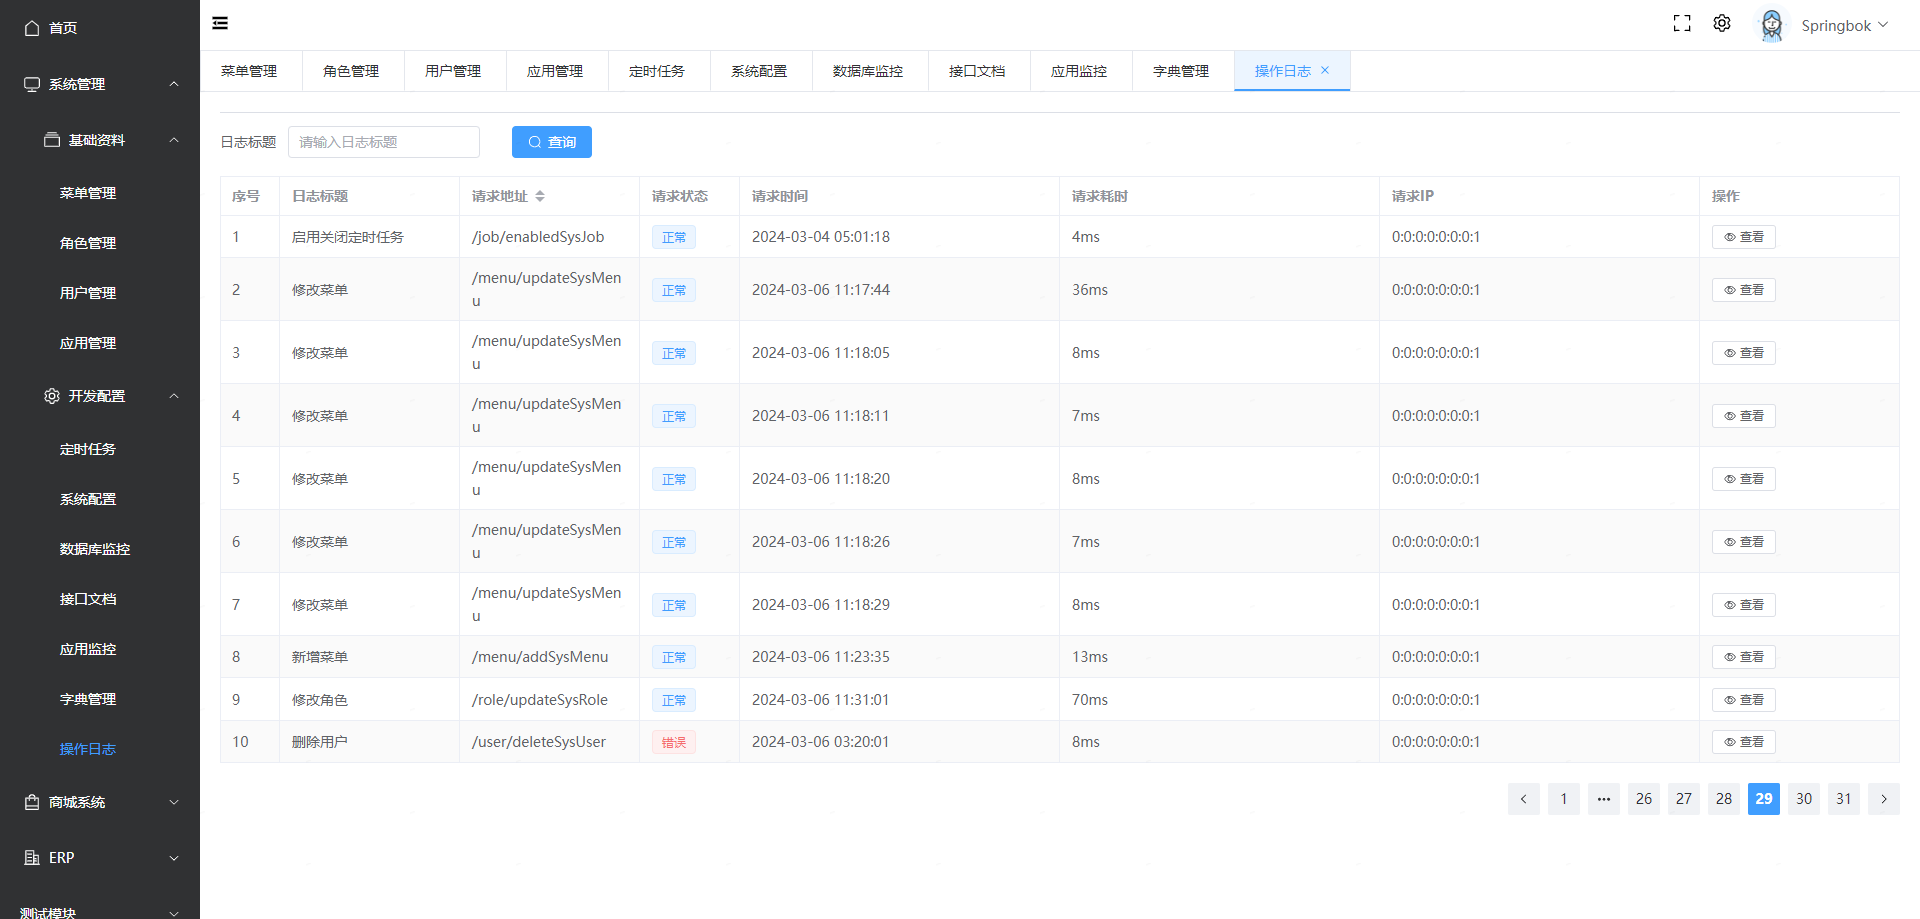 首页
系统管理
基础资料
菜单管理
角色管理
用户管理
应用管理
开发配置
定时任务
系统配置
数据库监控
接口文档
应用监控
字典管理
操作日志
商城系统
ERP
测试模块
Springbok
菜单管理 角色管理 用户管理 应用管理 定时任务 系统配置 数据库监控 接口文档 应用监控 字典管理 操作日志
日志标题 请输入日志标题 查询
序号 日志标题 请求地址 请求状态 请求时间 请求耗时 请求IP 操作
1 启用关闭定时任务 /job/enabledSysJob 正常 2024-03-04 05:01:18 4ms 0:0:0:0:0:0:0:1 查看
2 修改菜单 /menu/updateSysMen
u 正常 2024-03-06 11:17:44 36ms 0:0:0:0:0:0:0:1 查看
3 修改菜单 /menu/updateSysMen
u 正常 2024-03-06 11:18:05 8ms 0:0:0:0:0:0:0:1 查看
4 修改菜单 /menu/updateSysMen
u 正常 2024-03-06 11:18:11 7ms 0:0:0:0:0:0:0:1 查看
5 修改菜单 /menu/updateSysMen
u 正常 2024-03-06 11:18:20 8ms 0:0:0:0:0:0:0:1 查看
6 修改菜单 /menu/updateSysMen
u 正常 2024-03-06 11:18:26 7ms 0:0:0:0:0:0:0:1 查看
7 修改菜单 /menu/updateSysMen
u 正常 2024-03-06 11:18:29 8ms 0:0:0:0:0:0:0:1 查看
8 新增菜单 /menu/addSysMenu 正常 2024-03-06 11:23:35 13ms 0:0:0:0:0:0:0:1 查看
9 修改角色 /role/updateSysRole 正常 2024-03-06 11:31:01 70ms 0:0:0:0:0:0:0:1 查看
10 删除用户 /user/deleteSysUser 错误 2024-03-06 03:20:01 8ms 0:0:0:0:0:0:0:1 查看
1 ••• 26 27 28 29 30 31